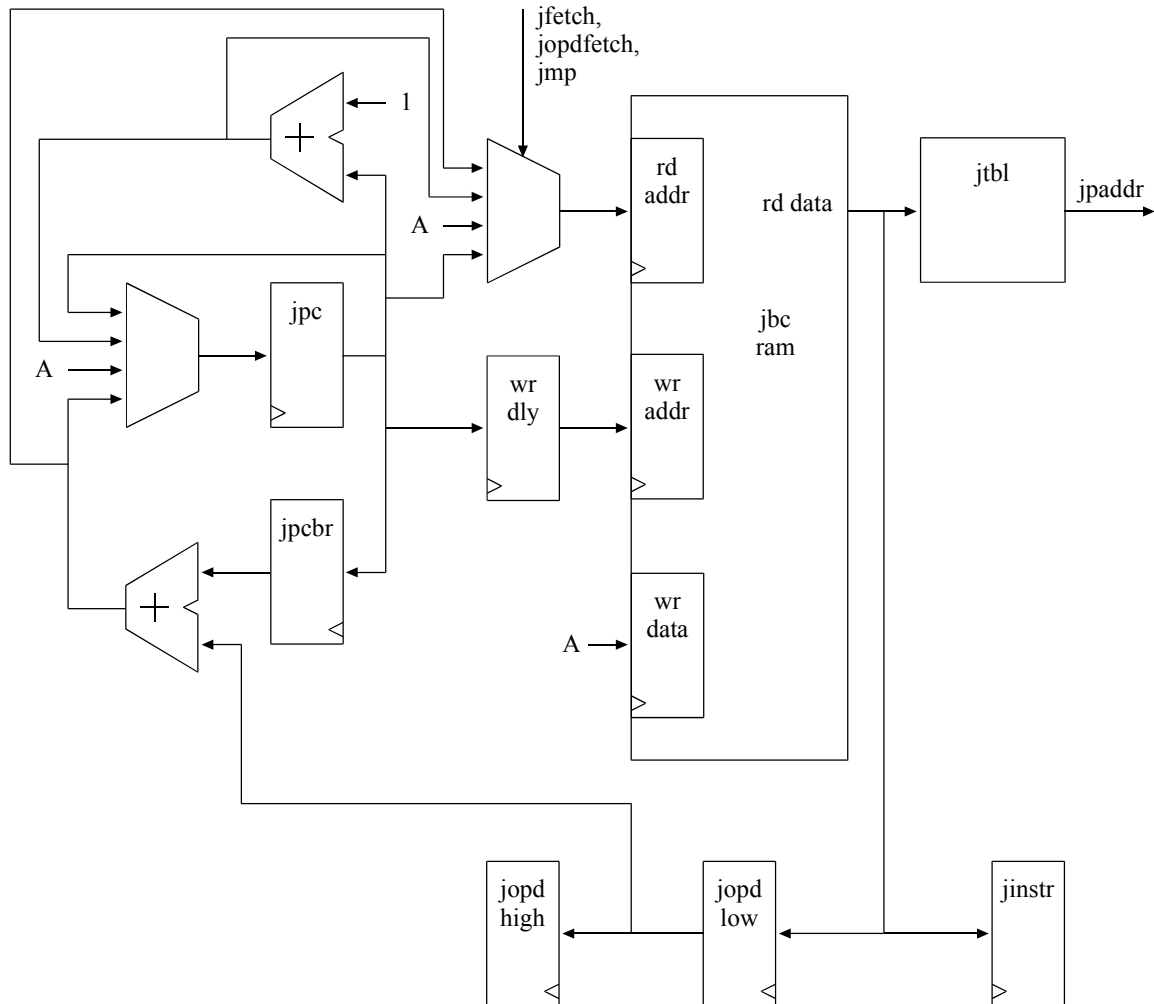 jfetch,
jopdfetch,
jmp
1
+
rd
addr
rd data
jtbl
jpaddr
A
jpc
jbc
ram
A
wr
dly
wr
addr
jpcbr
+
wr
data
A
jopd
high
jopd
low
jinstr